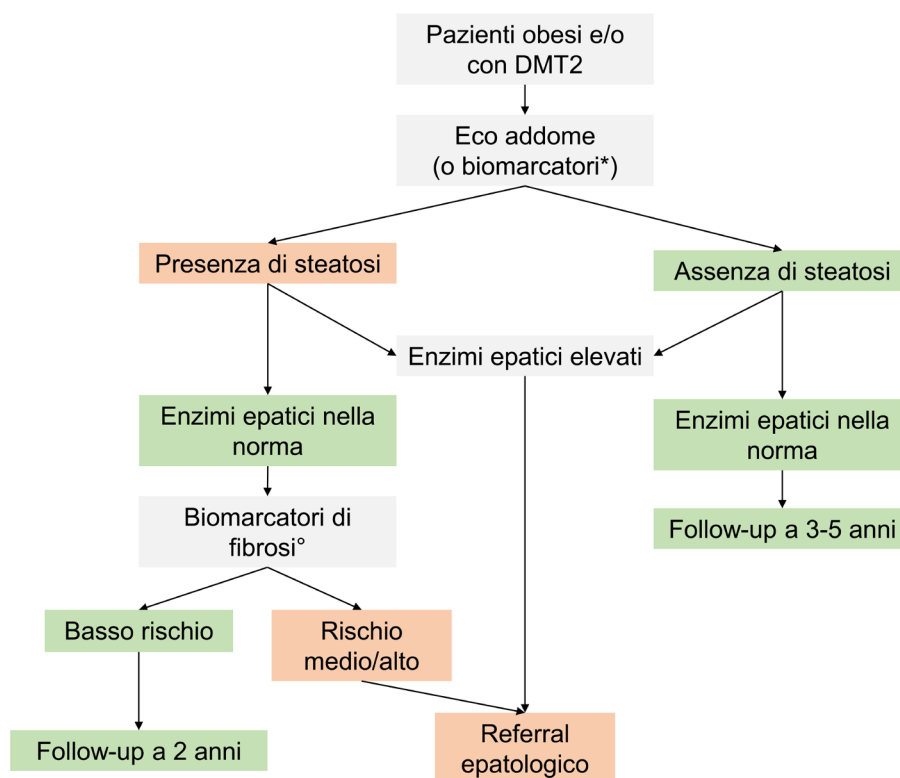 Pazienti obesi e/o
con DMT2
Eco addome
(o biomarcatori*)
Presenza di steatosi
Assenza di steatosi
Enzimi epatici elevati
Enzimi epatici nella
norma
Enzimi epatici nella
norma
Biomarcatori di
fibrosi°
Follow-up a 3-5 anni
Basso rischio
Rischio
medio/alto
Follow-up a 2 anni
Referral
epatologico